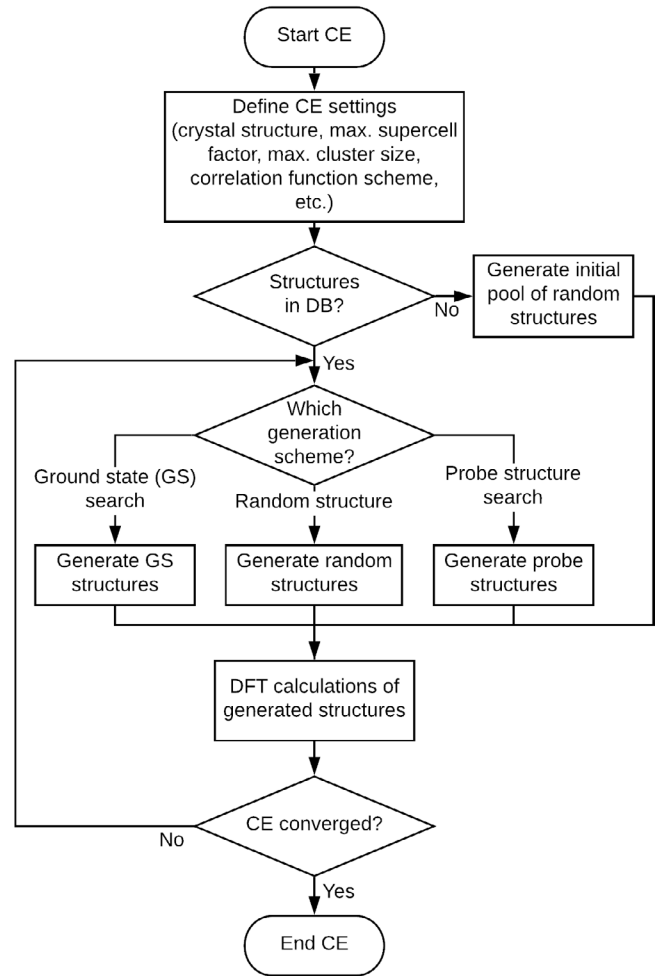 Start CE
Define CE settings
(crystal structure, max. supercell
factor, max. cluster size,
correlation function scheme,
etc.)
Structures
in DB?
No
Generate initial
pool of random
structures
Yes
Which
generation
scheme?
Ground state (GS)
search
Random structure
Probe structure
search
Generate GS
structures
Generate random
structures
Generate probe
structures
DFT calculations of
generated structures
CE converged?
No
Yes
End CE